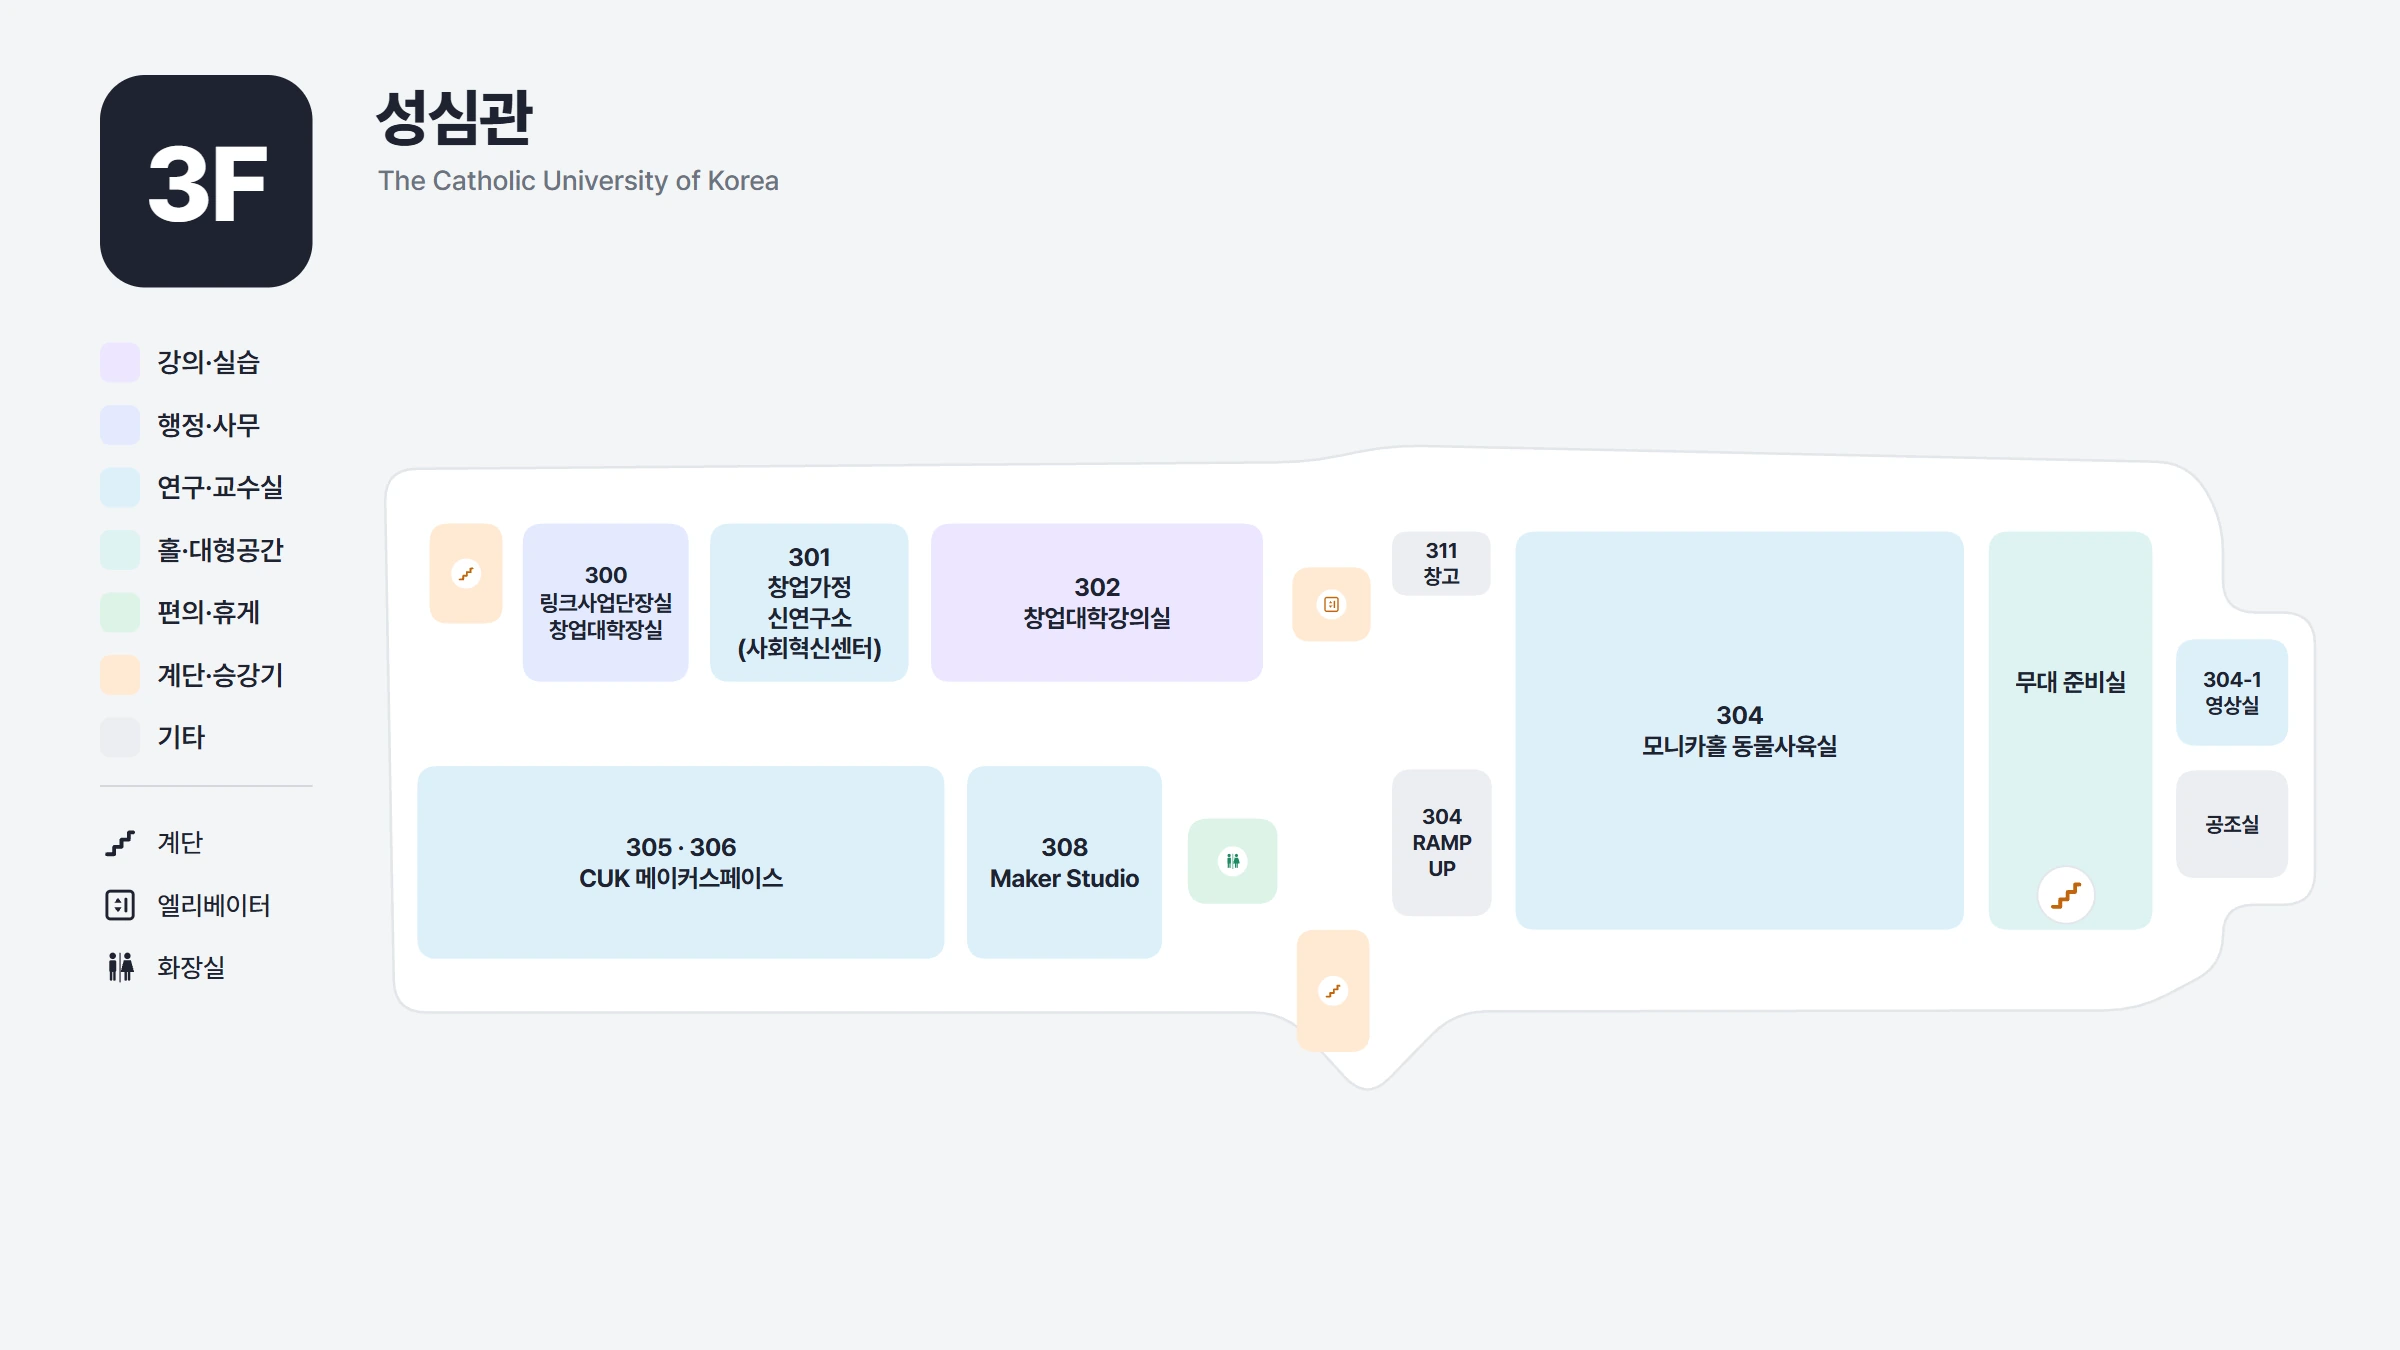 3F
성심관
The Catholic University of Korea
강의·실습
행정·사무
연구·교수실
홀·대형공간
편의·휴게
계단·승강기
기타
계단
엘리베이터
화장실
300
링크사업단장실
창업대학장실
301
창업가정
신연구소
(사회혁신센터)
302
창업대학강의실
311
창고
304
모니카홀 동물사육실
무대 준비실
304-1
영상실
공조실
305 · 306
CUK 메이커스페이스
308
Maker Studio
304
RAMP
UP